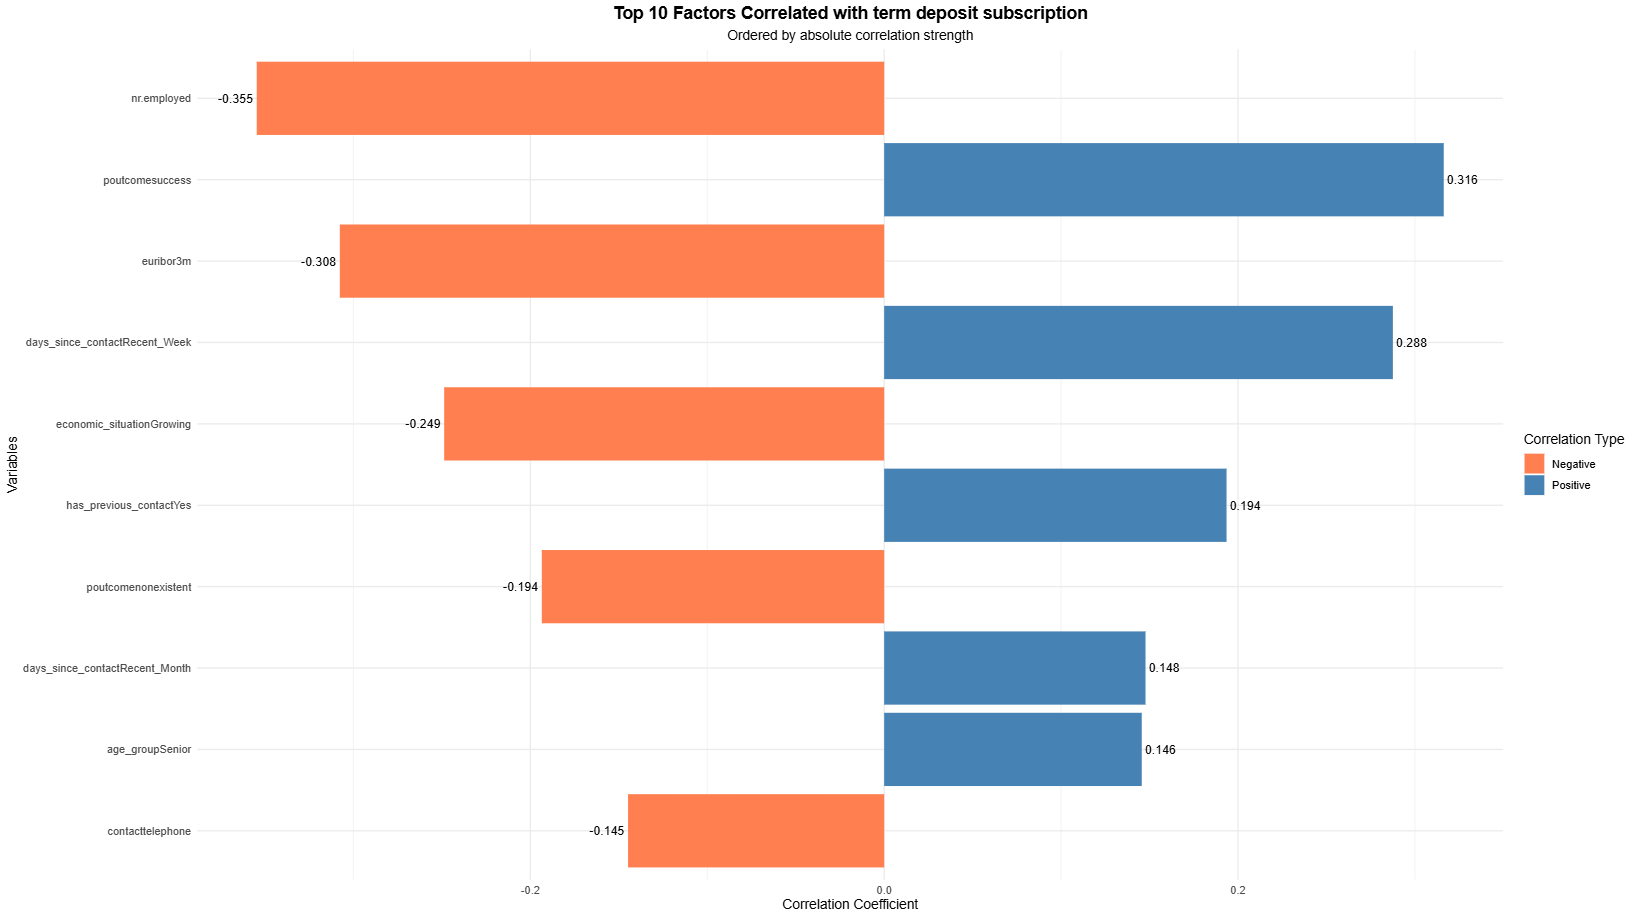 Top 10 Factors Correlated with term deposit subscription
Ordered by absolute correlation strength
Variables
nr.employed
-0.355
poutcomesuccess
0.316
euribor3m
-0.308
days_since_contactRecent_Week
0.288
economic_situationGrowing
-0.249
has_previous_contactYes
0.194
poutcomenonexistent
-0.194
days_since_contactRecent_Month
0.148
age_groupSenior
0.146
contacttelephone
-0.145
-0.2
0.0
0.2
Correlation Coefficient
Correlation Type
Negative
Positive